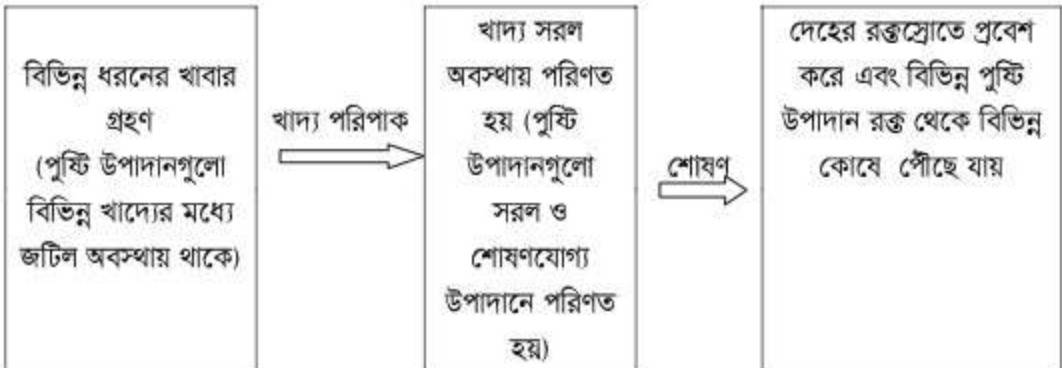 বিভিন্ন ধরনের খাবার
গ্রহণ
(পুষ্টি উপাদানগুলো
বিভিন্ন খাদ্যের মধ্যে
জটিল অবস্থায় থাকে)
খাদ্য পরিপাক
খাদ্য সরল
অবস্থায় পরিণত
হয় (পুষ্টি
উপাদানগুলো
সরল ও
শোষণযোগ্য
উপাদানে পরিণত
হয়)
শোষণ
দেহের রক্তস্রোতে প্রবেশ
করে এবং বিভিন্ন পুষ্টি
উপাদান রক্ত থেকে বিভিন্ন
কোষে পৌঁছে যায়